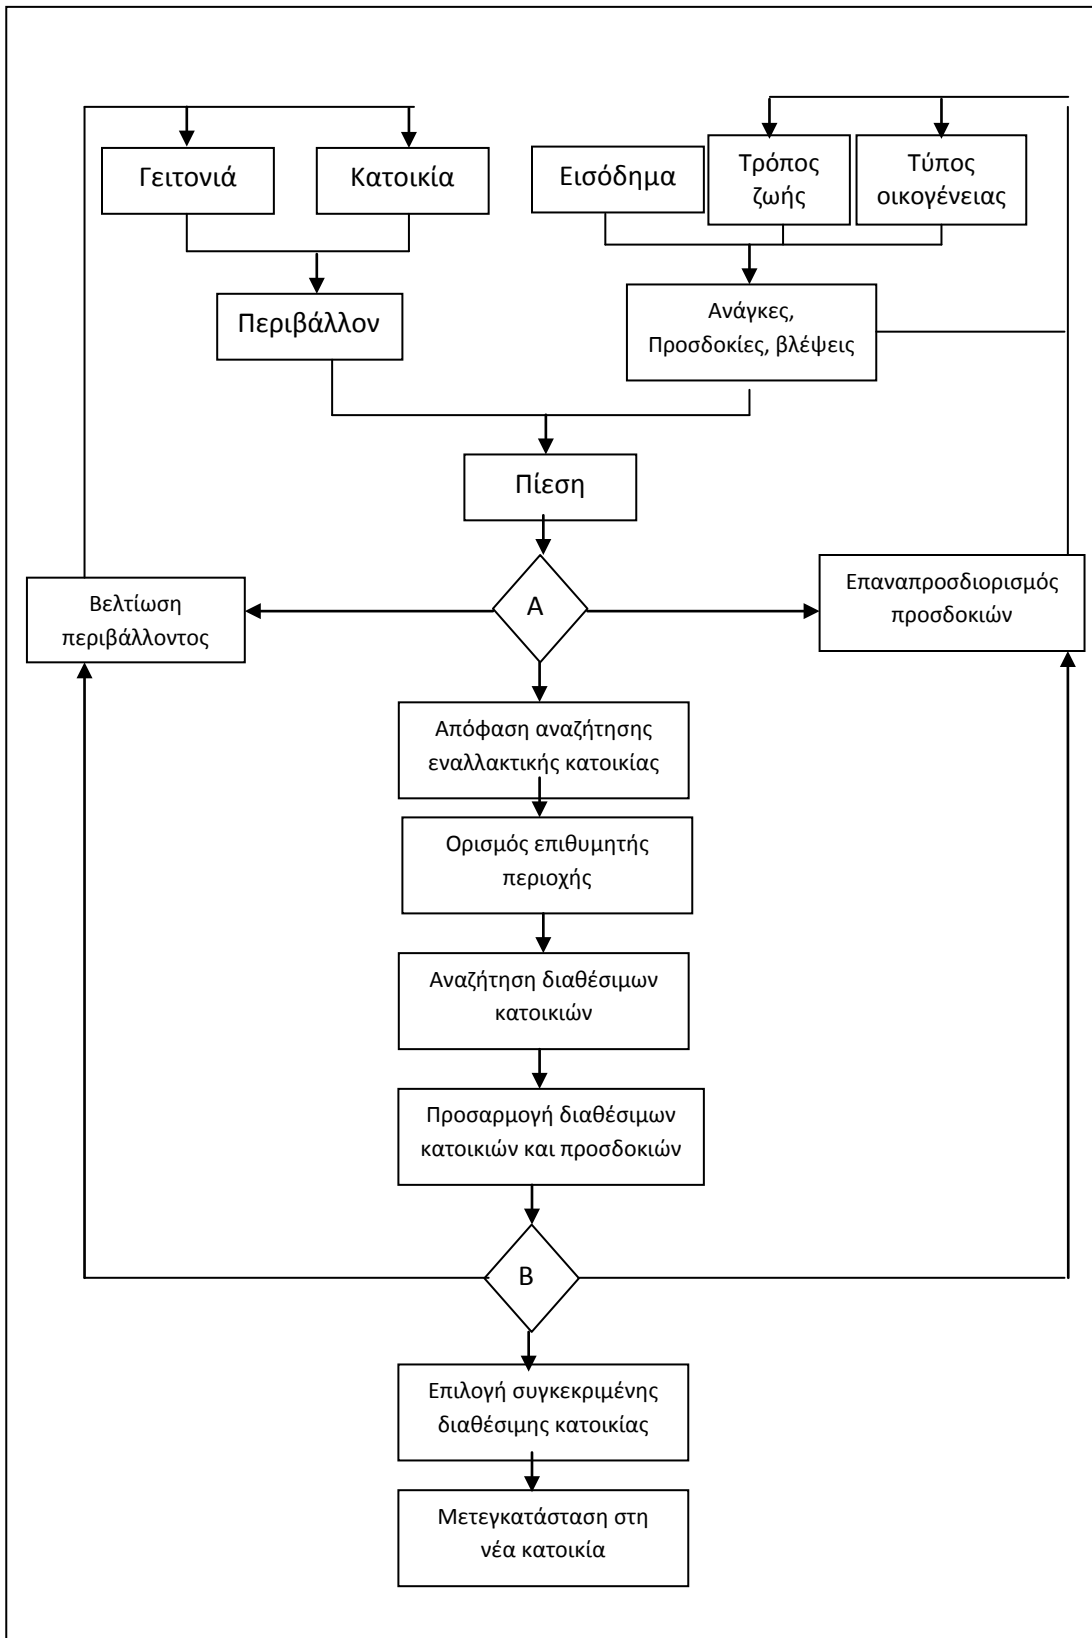 Γειτονιά
Κατοικία
Εισόδημα
Τρόπος
ζωής
Τύπος
οικογένειας
Περιβάλλον
Ανάγκες,
Προσδοκίες, βλέψεις
Πίεση
Α
Βελτίωση
περιβάλλοντος
Επαναπροσδιορισμός
προσδοκιών
Απόφαση αναζήτησης
εναλλακτικής κατοικίας
Ορισμός επιθυμητής
περιοχής
Αναζήτηση διαθέσιμων
κατοικιών
Προσαρμογή διαθέσιμων
κατοικιών και προσδοκιών
Β
Επιλογή συγκεκριμένης
διαθέσιμης κατοικίας
Μετεγκατάσταση στη
νέα κατοικία